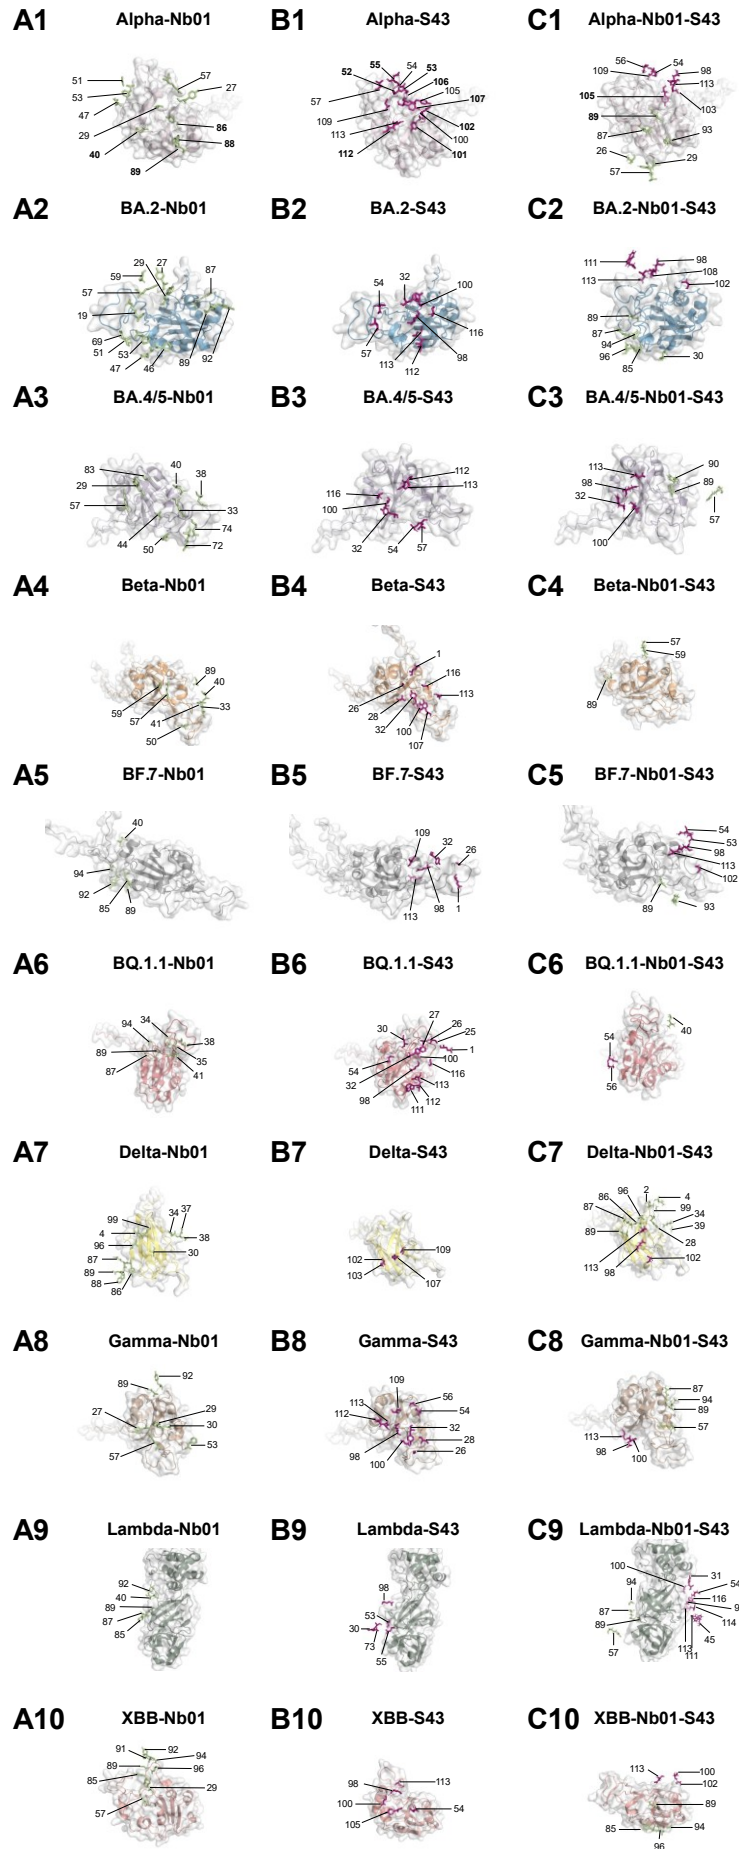 A1 Alpha-Nb01 B1 Alpha-S43 C1 Alpha-Nb01-S43
51 53 47 29 40 89 57 27 86 88
55 54 53 52 106 105 57 107 109 102 113 100 112 101
56 54 109 98 113 105 103 89 87 93 26 29 57
A2 BA.2-Nb01 B2 BA.2-S43 C2 BA.2-Nb01-S43
29 27 59 87 57 19 69 51 53 47 46 89 92
32 54 100 57 116 113 98 112
111 98 108 113 102 89 87 94 96 85 30
A3 BA.4/5-Nb01 B3 BA.4/5-S43 C3 BA.4/5-Nb01-S43
83 40 29 38 57 33 44 74 50 72
112 113 116 100 32 54 57
113 90 98 89 32 57 100
A4 Beta-Nb01 B4 Beta-S43 C4 Beta-Nb01-S43
89 40 59 57 41 33 50
1 116 26 113 28 32 100 107
57 59 89
A5 BF.7-Nb01 B5 BF.7-S43 C5 BF.7-Nb01-S43
40 94 92 85 89
109 32 26 113 98 1
54 53 98 113 102 89 93
A6 BQ.1.1-Nb01 B6 BQ.1.1-S43 C6 BQ.1.1-Nb01-S43
34 94 38 89 35 87 41
27 30 26 25 1 100 54 32 116 98 113 112 111
40 54 56
A7 Delta-Nb01 B7 Delta-S43 C7 Delta-Nb01-S43
99 34 37 4 38 96 30 87 89 88 86
109 102 103 107
2 4 96 86 99 87 34 39 89 28 113 98 102
A8 Gamma-Nb01 B8 Gamma-S43 C8 Gamma-Nb01-S43
92 89 27 29 30 57 53
109 56 113 54 112 32 98 28 100 26
87 94 89 57 113 98 100
A9 Lambda-Nb01 B9 Lambda-S43 C9 Lambda-Nb01-S43
92 40 89 87 85
98 53 30 73 55
31 100 94 54 116 9 87 114 89 113 45 57 111
A10 XBB-Nb01 B10 XBB-S43 C10 XBB-Nb01-S43
91 92 94 89 96 85 29 57
113 98 100 54 105
113 100 102 89 85 94 96